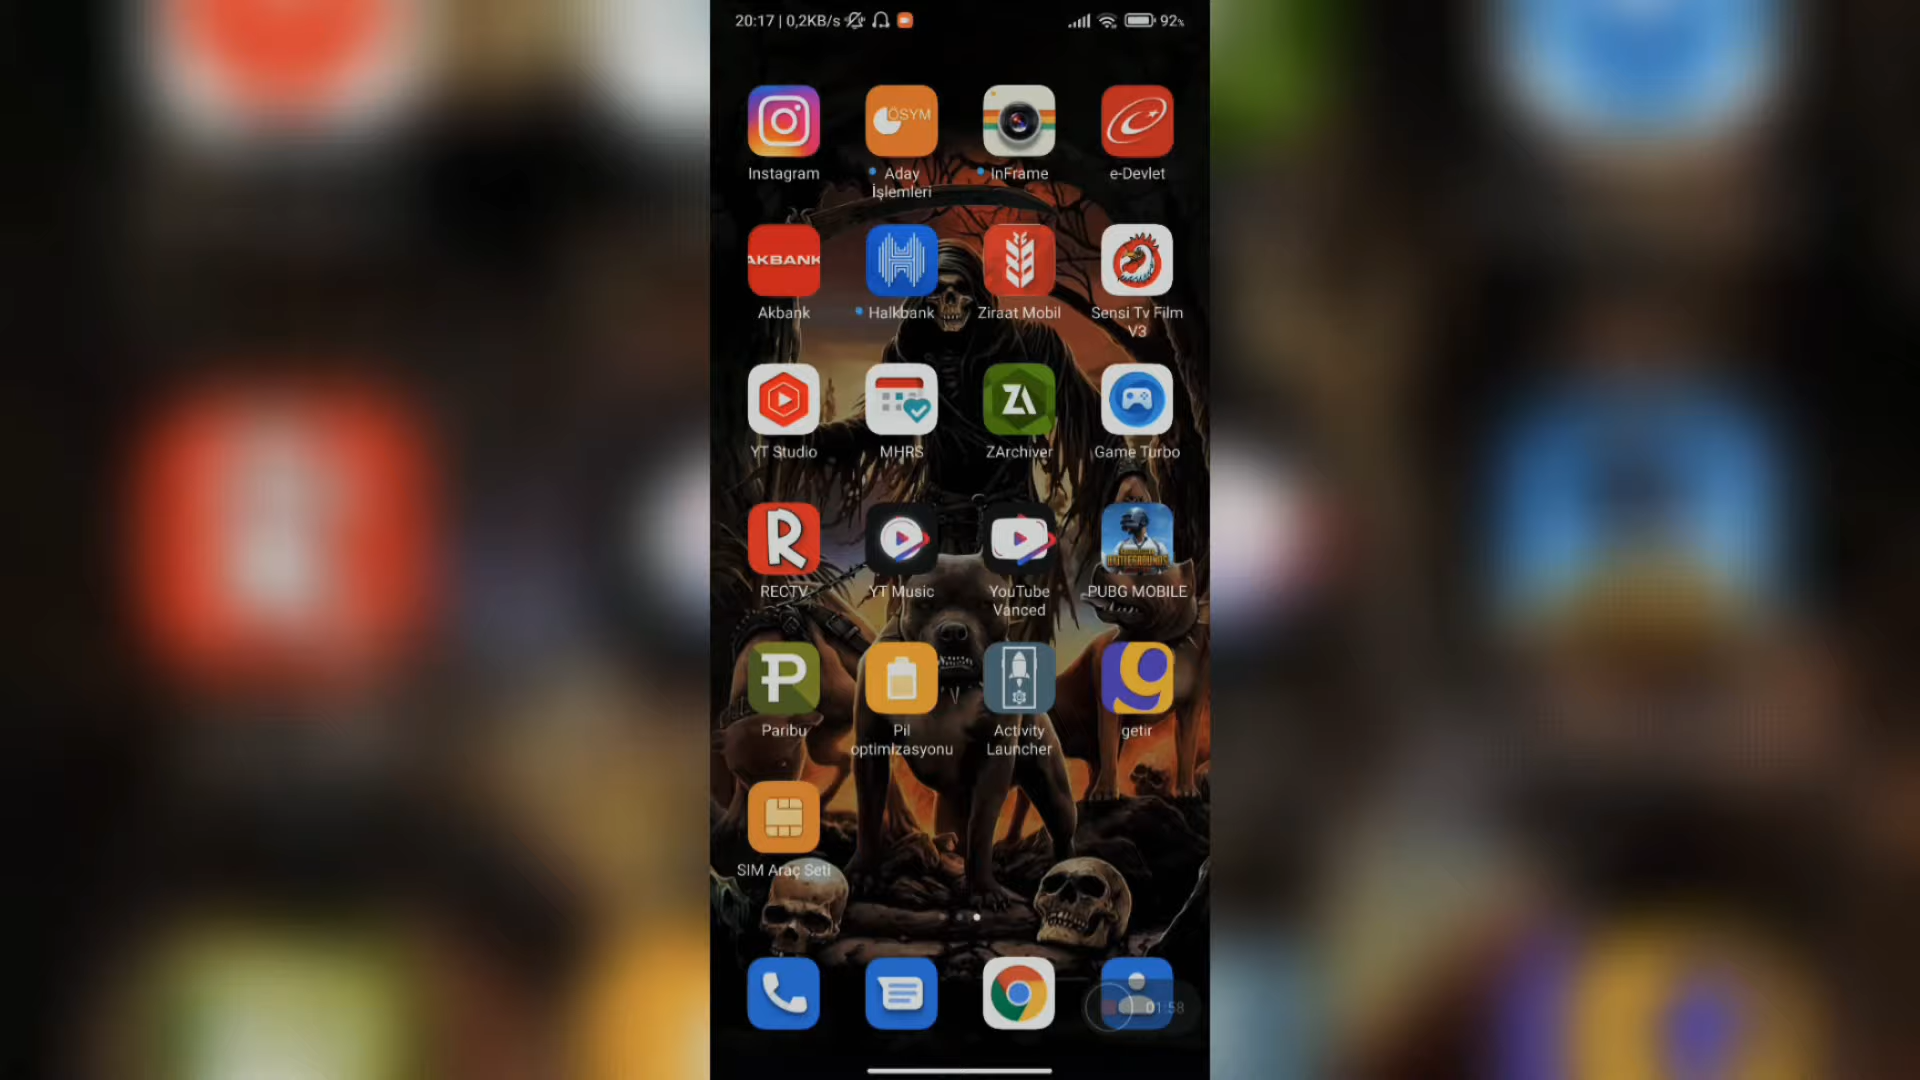 20:17 | 0,2KB/s
92%
ÖSYM
Instagram
Aday
İşlemleri
InFrame
e-Devlet
AKBANK
Akbank
Halkbank
Ziraat Mobil
Sensi Tv Film
V3
YT Studio
MHRS
ZArchiver
Game Turbo
R
BATTLEGROUNDS
RECTV
YT Music
YouTube
Vanced
PUBG MOBILE
Paribu
Pil
optimizasyonu
Activity
Launcher
getir
SIM Araç Seti
01:58